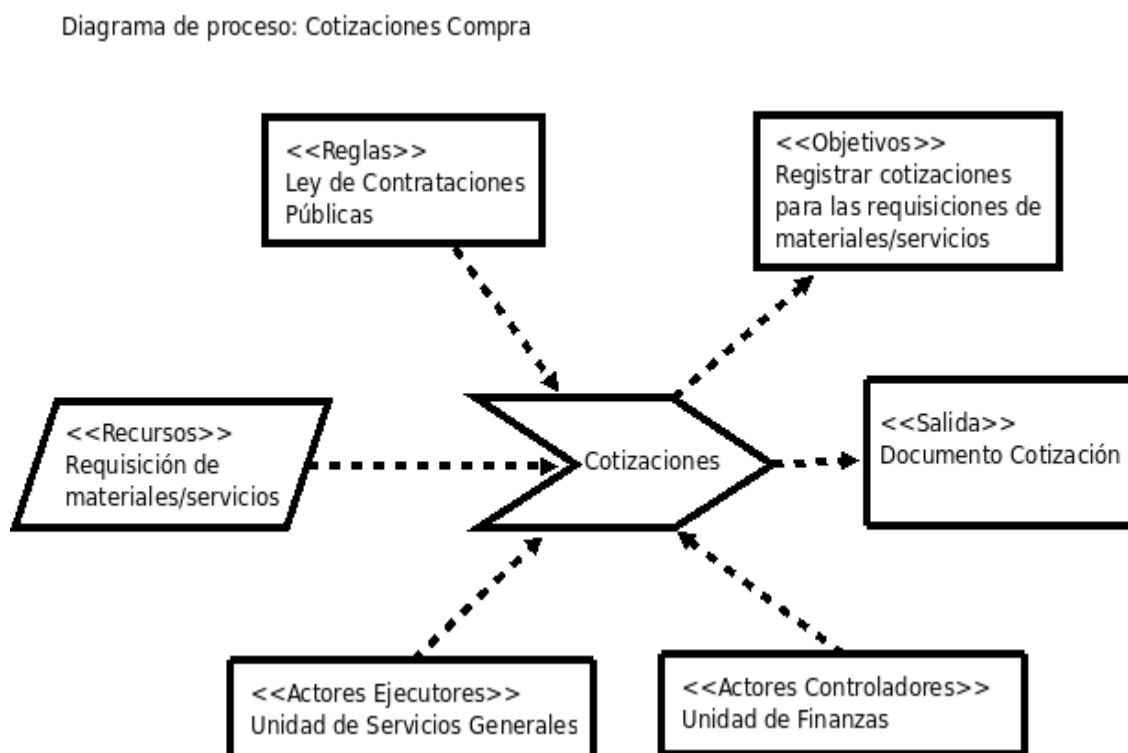 Diagrama de proceso: Cotizaciones Compra
<<Reglas>>
Ley de Contrataciones
Públicas
<<Objetivos>>
Registrar cotizaciones
para las requisiciones de
materiales/servicios
<<Recursos>>
Requisición de
materiales/servicios
Cotizaciones
<<Salida>>
Documento Cotización
<<Actores Ejecutores>>
Unidad de Servicios Generales
<<Actores Controladores>>
Unidad de Finanzas